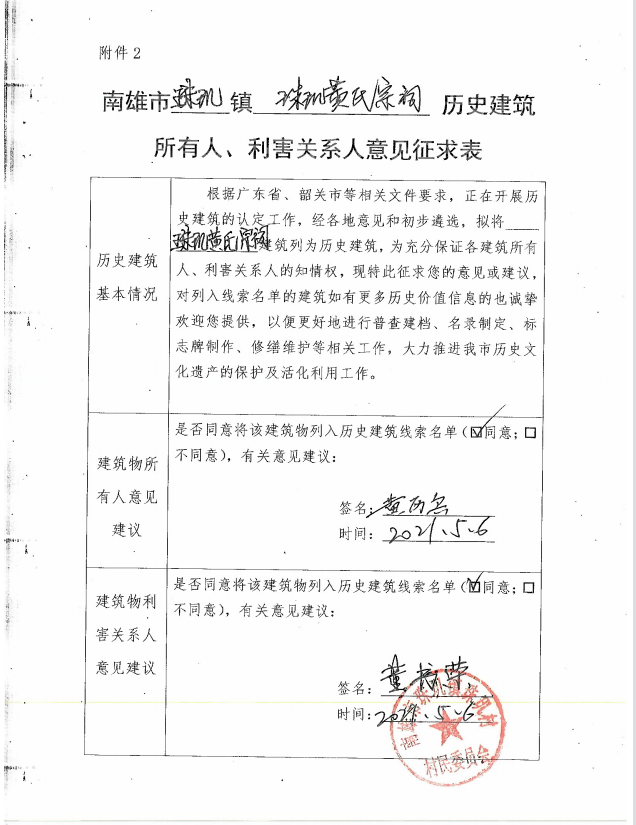 附件2
南雄市珠玑镇 珠玑黄氏宗祠 历史建筑
所有人、利害关系人意见征求表
历史建筑
基本情况
根据广东省、韶关市等相关文件要求，正在开展历
史建筑的认定工作，经各地意见和初步遴选，拟将
珠玑黄氏宗祠建筑列为历史建筑，为充分保证各建筑所有
人、利害关系人的知情权，现特此征求您的意见或建议，
对列入线索名单的建筑如有更多历史价值信息的也诚挚
欢迎您提供，以便更好地进行普查建档、名录制定、标
志牌制作、修缮维护等相关工作，大力推进我市历史文
化遗产的保护及活化利用工作。
建筑物所
有人意见
建议
是否同意将该建筑物列入历史建筑线索名单（☑同意；□
不同意），有关意见建议：
签名：黄
时间：2021.5.6
建筑物利
害关系人
意见建议
是否同意将该建筑物列入历史建筑线索名单（☑同意；□
不同意），有关意见建议：
签名：
时间：2021.5.6
南雄市珠玑镇珠玑村
村民委员会